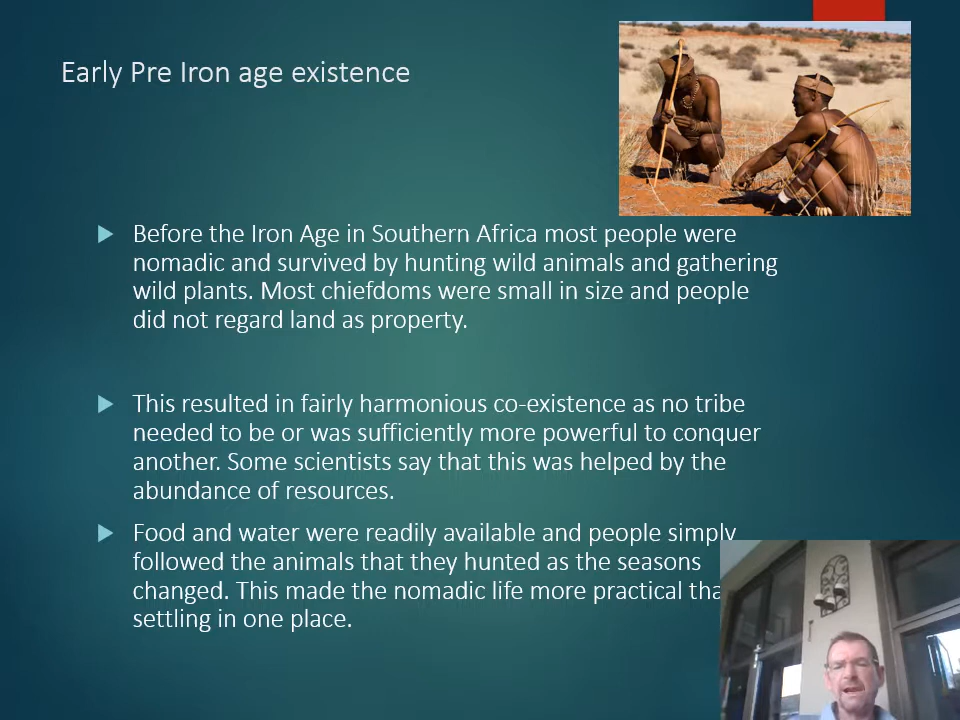 Early Pre Iron age existence
Before the Iron Age in Southern Africa most people were
nomadic and survived by hunting wild animals and gathering
wild plants. Most chiefdoms were small in size and people
did not regard land as property.
This resulted in fairly harmonious co-existence as no tribe
needed to be or was sufficiently more powerful to conquer
another. Some scientists say that this was helped by the
abundance of resources.
Food and water were readily available and people simply
followed the animals that they hunted as the seasons
changed. This made the nomadic life more practical tha
settling in one place.